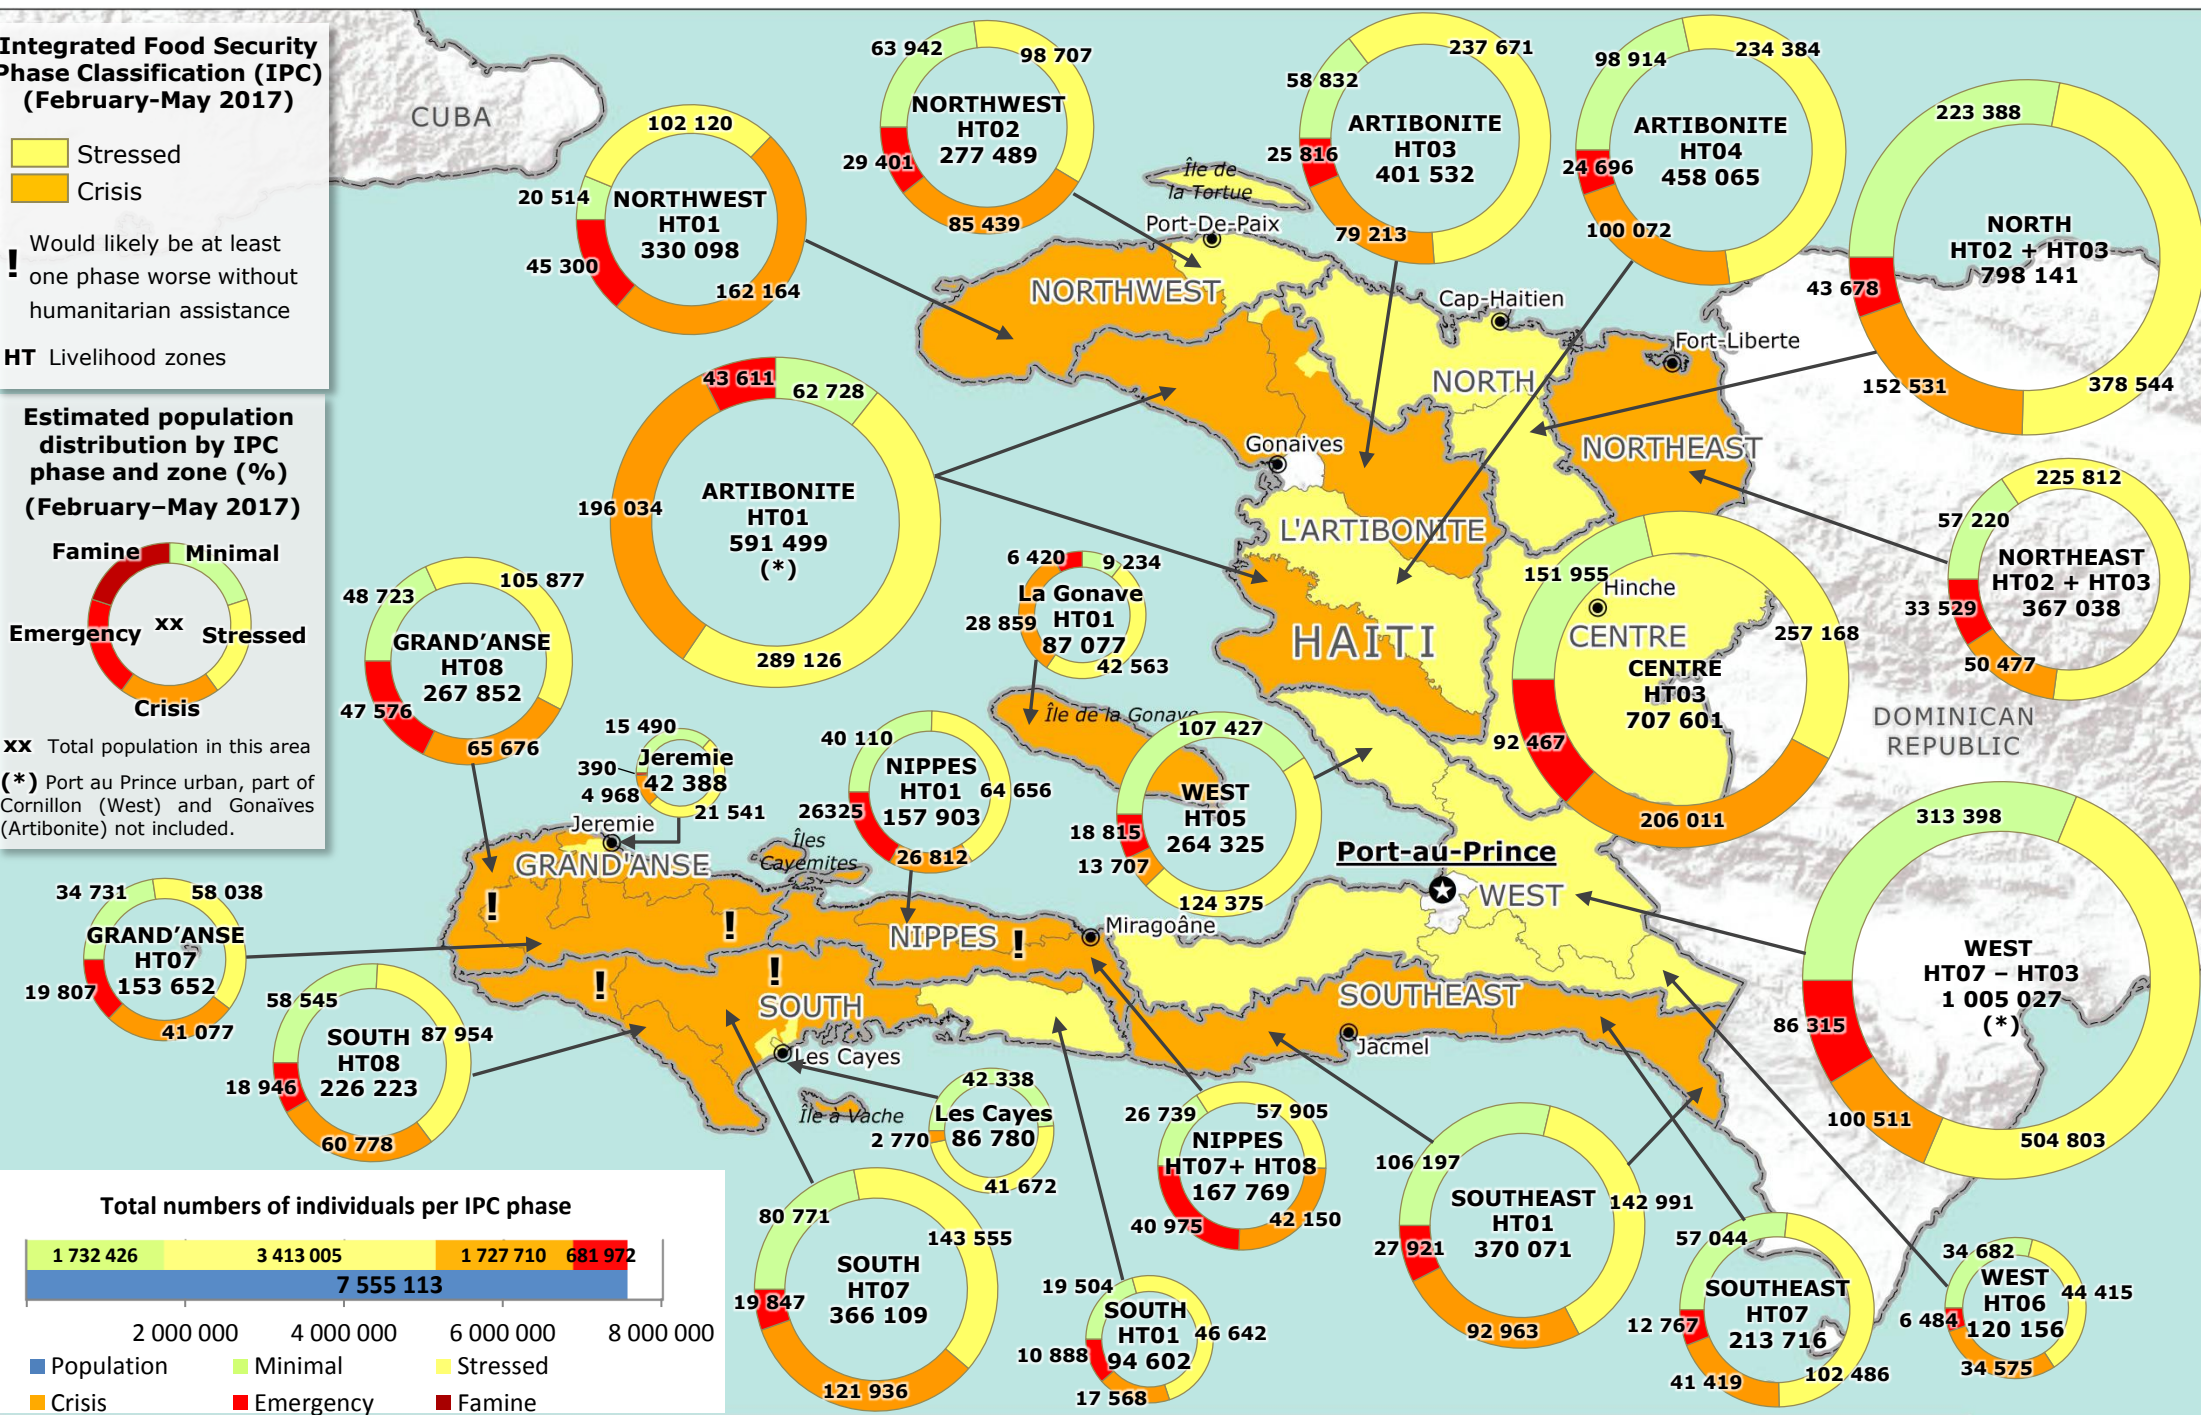 Integrated Food Security
Phase Classification (IPC)
(February-May 2017)
Stressed
Crisis
! Would likely be at least
one phase worse without
humanitarian assistance
HT Livelihood zones
Estimated population
distribution by IPC
phase and zone (%)
(February–May 2017)
Famine
Minimal
Emergency
xx
Stressed
Crisis
xx Total population in this area
(*) Port au Prince urban, part of
Cornillon (West) and Gonaïves
(Artibonite) not included.
CUBA
102 120
20 514
NORTHWEST
HT01
330 098
45 300
162 164
63 942
98 707
NORTHWEST
HT02
277 489
29 401
85 439
237 671
58 832
ARTIBONITE
HT03
401 532
25 816
79 213
98 914
234 384
ARTIBONITE
HT04
458 065
24 696
100 072
223 388
NORTH
HT02 + HT03
798 141
43 678
152 531
378 544
Île de
la Tortue
Port-De-Paix
NORTHWEST
Cap-Haitien
Fort-Liberte
NORTH
NORTHEAST
Gonaives
L'ARTIBONITE
HAITI
Hinche
CENTRE
43 611
62 728
196 034
ARTIBONITE
HT01
591 499
(*)
289 126
6 420
9 234
La Gonave
HT01
87 077
28 859
42 563
151 955
257 168
CENTRE
HT03
707 601
92 467
206 011
225 812
57 220
NORTHEAST
HT02 + HT03
367 038
33 529
50 477
DOMINICAN
REPUBLIC
105 877
48 723
GRAND'ANSE
HT08
267 852
47 576
65 676
15 490
Jeremie
42 388
390
4 968
21 541
Jeremie
40 110
NIPPES
HT01
157 903
64 656
26325
26 812
Île de la Gonave
107 427
WEST
HT05
264 325
18 815
13 707
124 375
Port-au-Prince
WEST
313 398
WEST
HT07 – HT03
1 005 027
(*)
86 315
100 511
504 803
GRAND'ANSE
Îles
Cayemites
!
!
NIPPES
!
Miragoâne
!
!
SOUTH
SOUTHEAST
Jacmel
Les Cayes
Île à Vache
34 731
58 038
GRAND'ANSE
HT07
153 652
19 807
41 077
58 545
87 954
SOUTH
HT08
226 223
18 946
60 778
42 338
Les Cayes
86 780
2 770
41 672
26 739
57 905
NIPPES
HT07+ HT08
167 769
40 975
42 150
80 771
143 555
SOUTH
HT07
366 109
19 847
121 936
19 504
SOUTH
HT01
94 602
46 642
10 888
17 568
106 197
142 991
SOUTHEAST
HT01
370 071
27 921
92 963
57 044
SOUTHEAST
HT07
213 716
12 767
41 419
102 486
34 682
WEST
HT06
120 156
44 415
6 484
34 575
Total numbers of individuals per IPC phase
1 732 426
3 413 005
1 727 710
681 972
7 555 113
2 000 000
4 000 000
6 000 000
8 000 000
Population
Minimal
Stressed
Crisis
Emergency
Famine